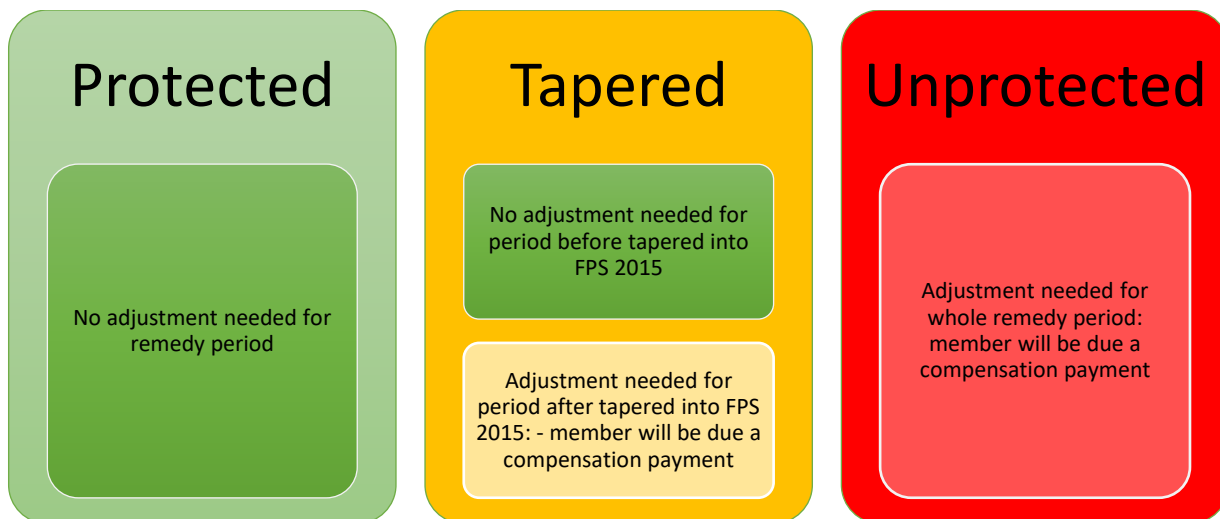 Protected
No adjustment needed for
remedy period
Tapered
No adjustment needed for
period before tapered into
FPS 2015
Adjustment needed for
period after tapered into FPS
2015: - member will be due a
compensation payment
Unprotected
Adjustment needed for
whole remedy period:
member will be due a
compensation payment